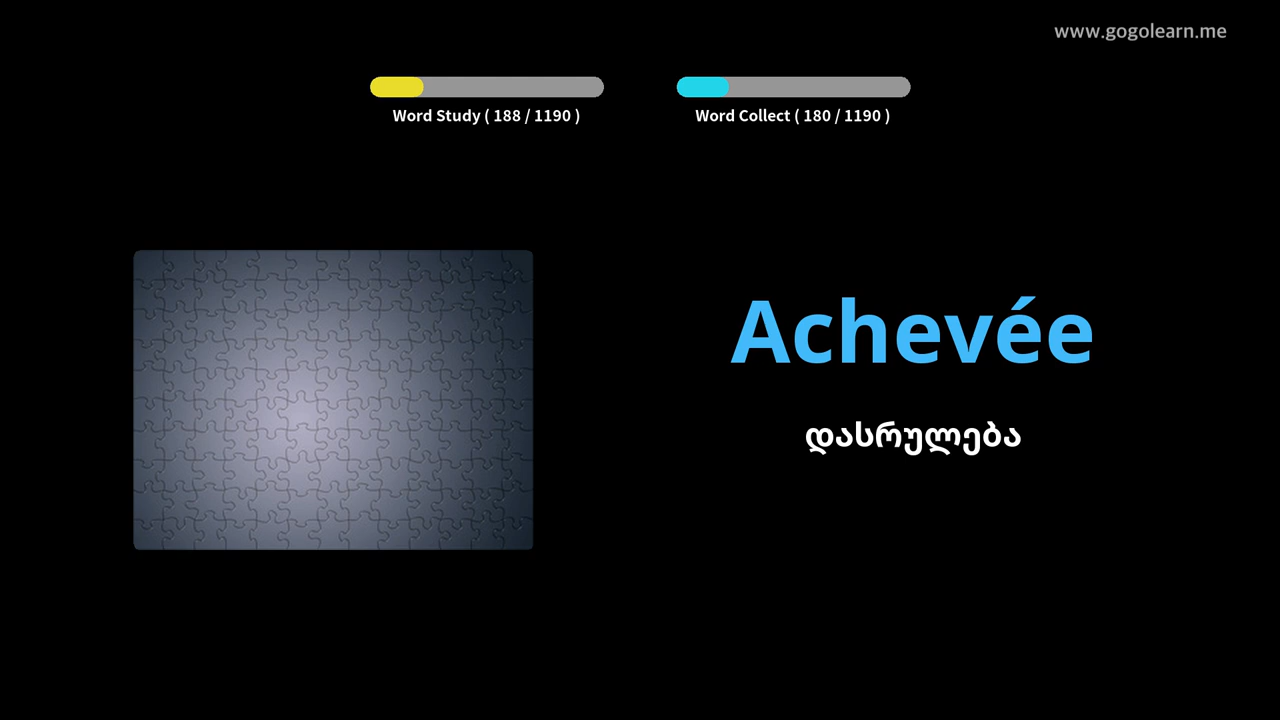 www.gogolearn.me
Word Study ( 188 / 1190 )
Word Collect ( 180 / 1190 )
Achevée
დასრულება